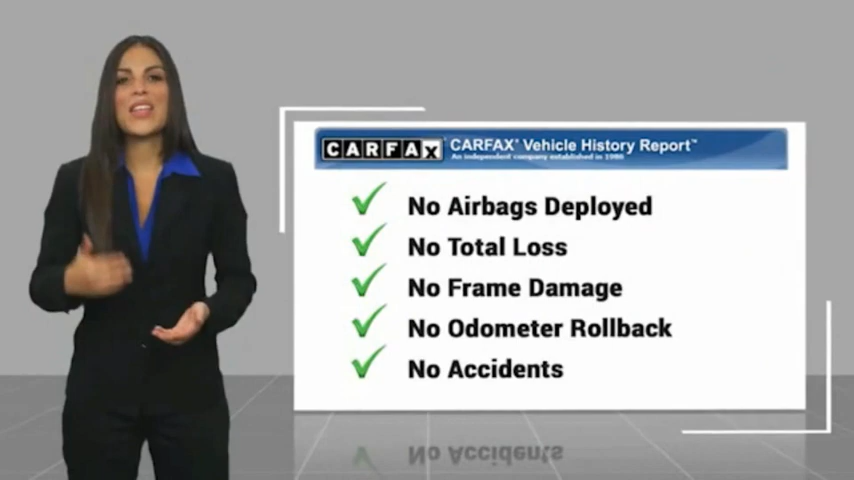 CARFAX CARFAX® Vehicle History Report™
An independent company established in 1986
No Airbags Deployed
No Total Loss
No Frame Damage
No Odometer Rollback
No Accidents
No Accidents